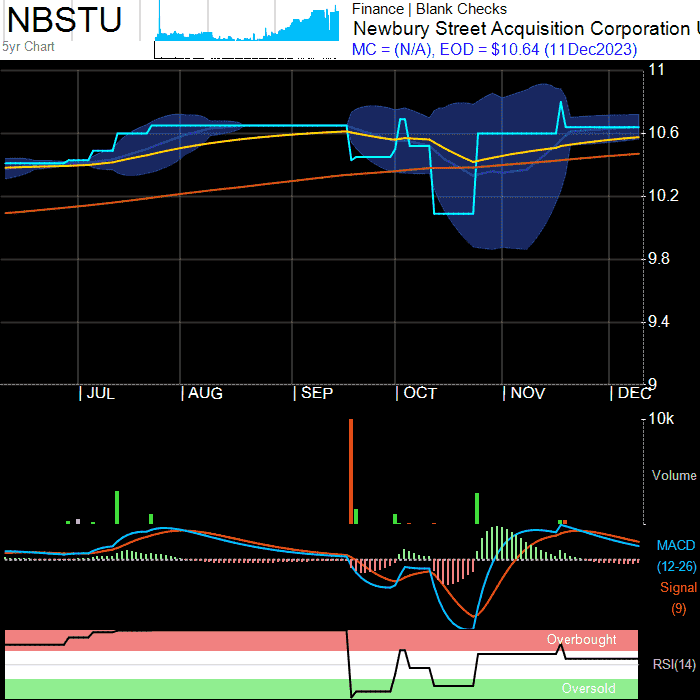 NBSTU
5yr Chart
Finance | Blank Checks
Newbury Street Acquisition Corporation U
MC = (N/A), EOD = $10.64 (11Dec2023)
11
10.6
10.2
9.8
9.4
9
JUL AUG SEP OCT NOV DEC
10k
Volume
MACD
(12-26)
Signal
(9)
Overbought
RSI(14)
Oversold